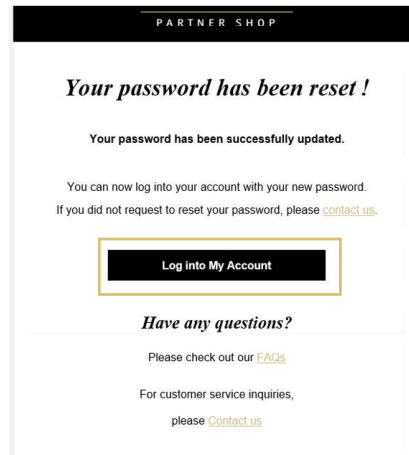 PARTNER SHOP
Your password has been reset !
Your password has been successfully updated.
You can now log into your account with your new password.
If you did not request to reset your password, please contact us.
Log into My Account
Have any questions?
Please check out our FAQs
For customer service inquiries,
please Contact us